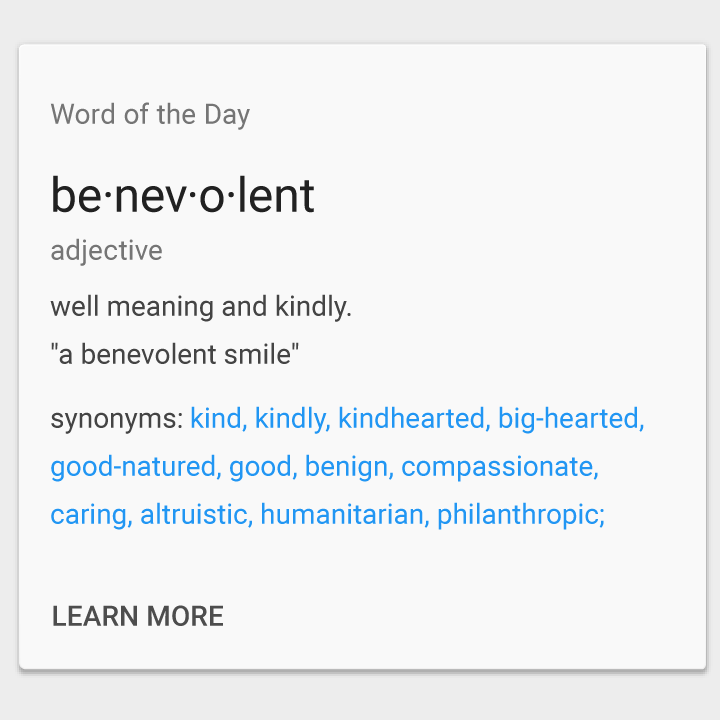 Word of the Day
be·nev·o·lent
adjective
well meaning and kindly.
"a benevolent smile"
synonyms: kind, kindly, kindhearted, big-hearted,
good-natured, good, benign, compassionate,
caring, altruistic, humanitarian, philanthropic;
LEARN MORE